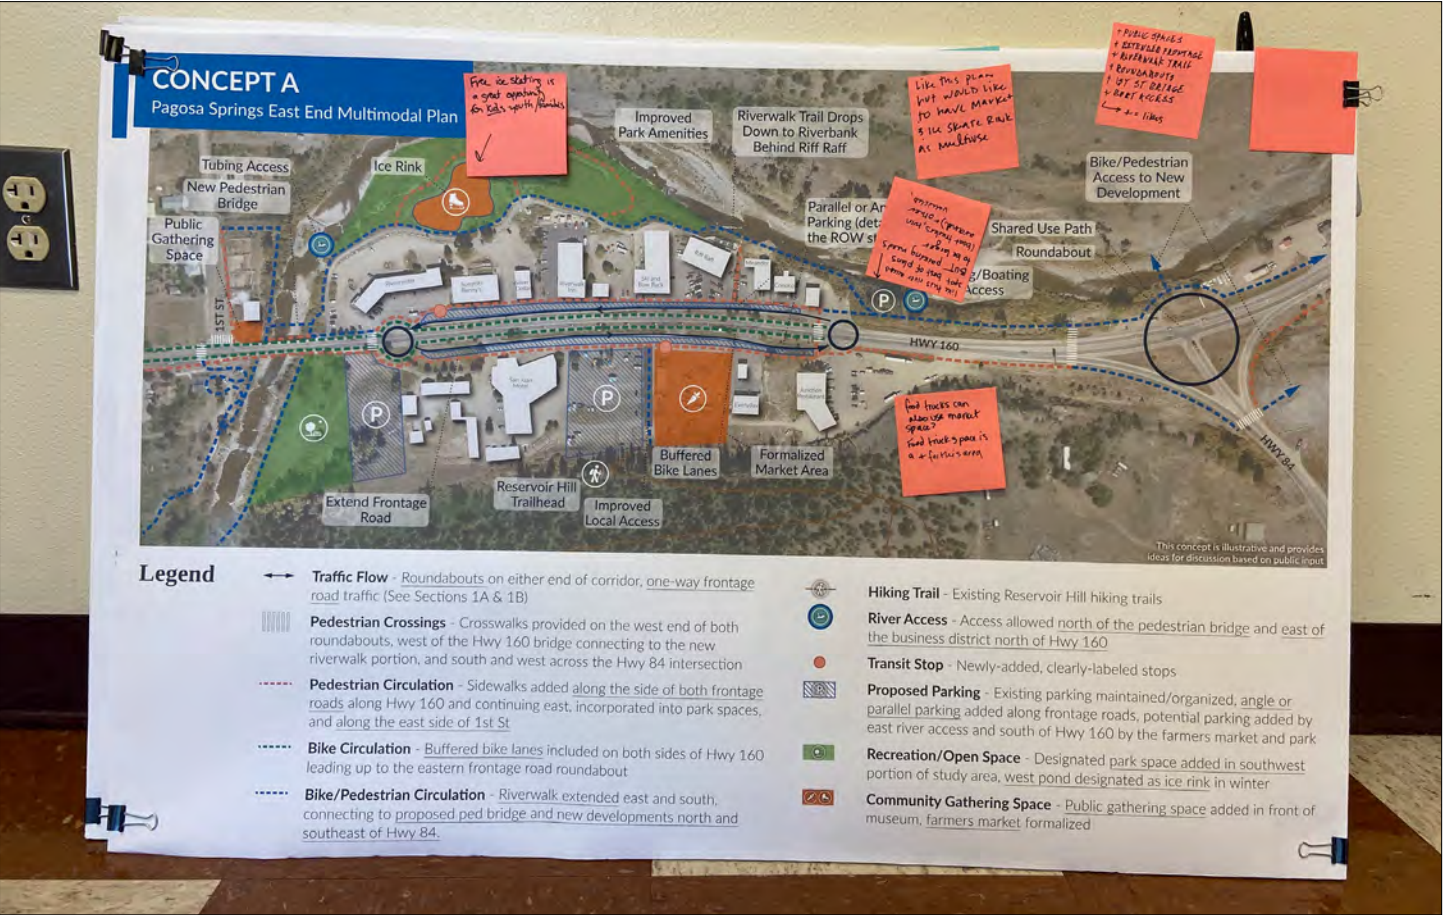 CONCEPT A
Pagosa Springs East End Multimodal Plan
Free ice skating is
a great opportunity
for kids youth/families
Like this plan
but would like
to have market
& ice skate rink
as multiuse
+ PUBLIC SPACES
+ EXTENDED FRONTAGE
+ RIVERWALK TRAIL
+ ROUNDABOUTS
+ 1ST ST BRIDGE
+ BOAT ACCESS
+ = likes
Improved
Park Amenities
Riverwalk Trail Drops
Down to Riverbank
Behind Riff Raff
Bike/Pedestrian
Access to New
Development
Tubing Access
New Pedestrian
Bridge
Ice Rink
Public
Gathering
Space
Parallel or An
Parking (deta
the ROW st
Shared Use Path
Roundabout
g/Boating
Access
But parking needs
to be larger
1ST ST
Riff Raff
P
HWY 160
P
P
food trucks can
also use market
space?
Food truck space is
a + for this area
Buffered
Bike Lanes
Formalized
Market Area
Reservoir Hill
Trailhead
Improved
Local Access
Extend Frontage
Road
HWY 84
This concept is illustrative and provides
ideas for discussion based on public input
Legend
Traffic Flow - Roundabouts on either end of corridor, one-way frontage
road traffic (See Sections 1A & 1B)
Pedestrian Crossings - Crosswalks provided on the west end of both
roundabouts, west of the Hwy 160 bridge connecting to the new
riverwalk portion, and south and west across the Hwy 84 intersection
Pedestrian Circulation - Sidewalks added along the side of both frontage
roads along Hwy 160 and continuing east, incorporated into park spaces,
and along the east side of 1st St
Bike Circulation - Buffered bike lanes included on both sides of Hwy 160
leading up to the eastern frontage road roundabout
Bike/Pedestrian Circulation - Riverwalk extended east and south,
connecting to proposed ped bridge and new developments north and
southeast of Hwy 84.
Hiking Trail - Existing Reservoir Hill hiking trails
River Access - Access allowed north of the pedestrian bridge and east of
the business district north of Hwy 160
Transit Stop - Newly-added, clearly-labeled stops
Proposed Parking - Existing parking maintained/organized, angle or
parallel parking added along frontage roads, potential parking added by
east river access and south of Hwy 160 by the farmers market and park
Recreation/Open Space - Designated park space added in southwest
portion of study area, west pond designated as ice rink in winter
Community Gathering Space - Public gathering space added in front of
museum, farmers market formalized